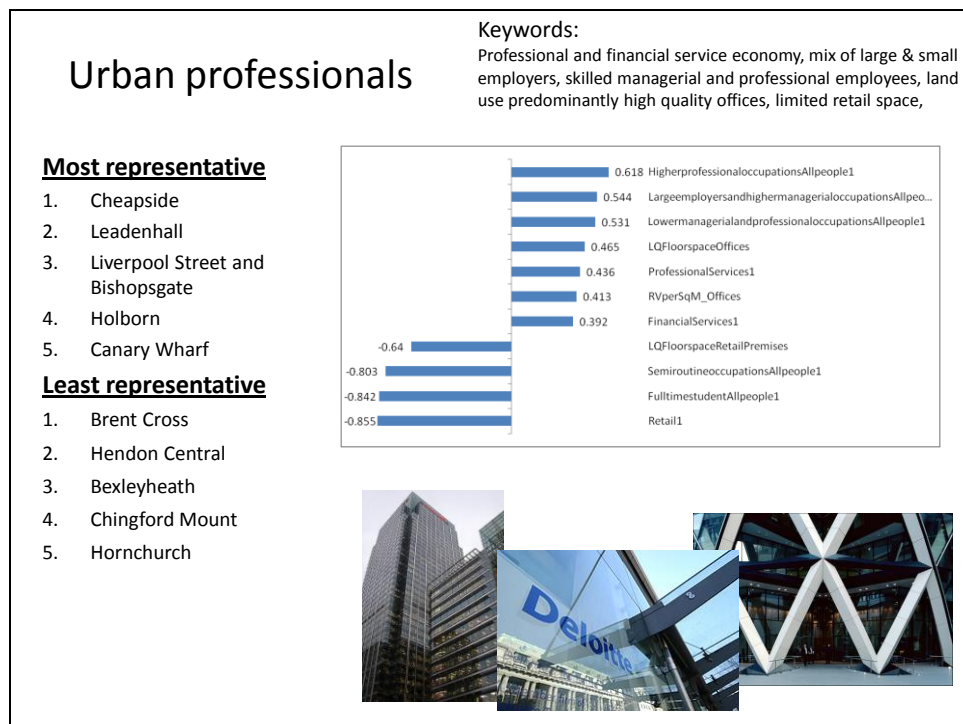 Urban professionals
Keywords:
Professional and financial service economy, mix of large & small
employers, skilled managerial and professional employees, land
use predominantly high quality offices, limited retail space,
Most representative
1. Cheapside
2. Leadenhall
3. Liverpool Street and
Bishopsgate
4. Holborn
5. Canary Wharf
Least representative
1. Brent Cross
2. Hendon Central
3. Bexleyheath
4. Chingford Mount
5. Hornchurch
0.618 HigherprofessionaloccupationsAllpeople1
0.544 LargeemployersandhighermanagerialoccupationsAllpeo...
0.531 LowermanagerialandprofessionaloccupationsAllpeople1
0.465 LQFloorspaceOffices
0.436 ProfessionalServices1
0.413 RVperSqM_Offices
0.392 FinancialServices1
-0.64 LQFloorspaceRetailPremises
-0.803 SemiroutineoccupationsAllpeople1
-0.842 FulltimestudentAllpeople1
-0.855 Retail1
Deloitte